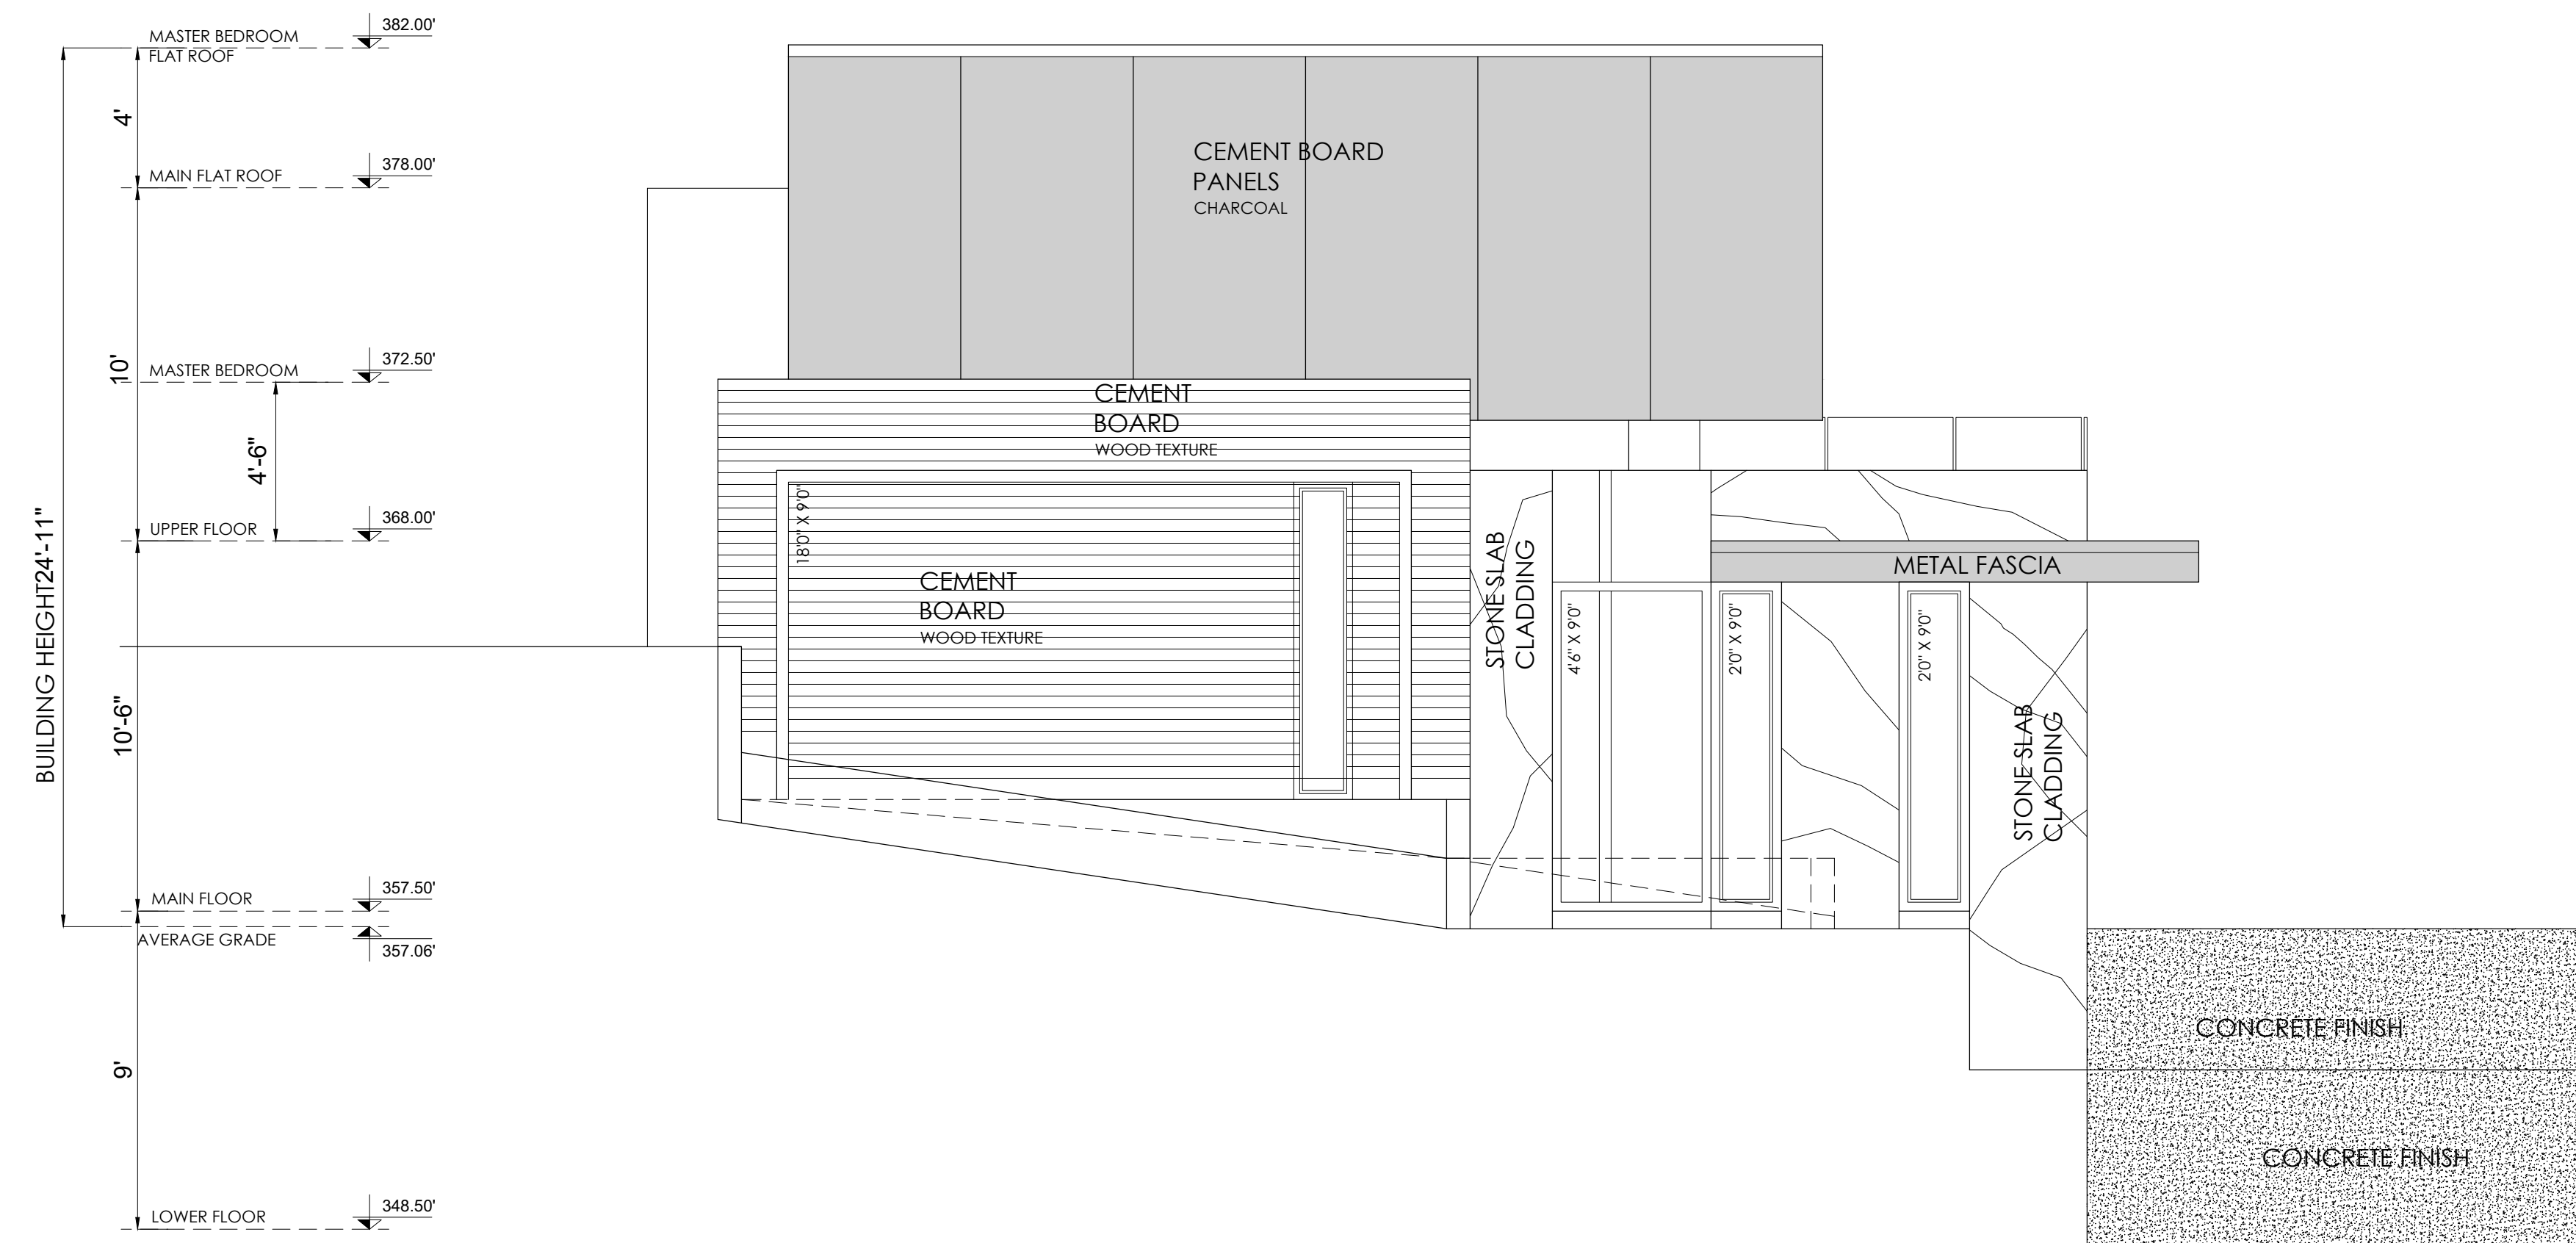 382.00'
MASTER BEDROOM
FLAT ROOF
4'
378.00'
MAIN FLAT ROOF
10'
372.50'
MASTER BEDROOM
4'-6"
368.00'
UPPER FLOOR
BUILDING HEIGHT24'-11"
10'-6"
357.50'
MAIN FLOOR
AVERAGE GRADE
357.06'
9'
348.50'
LOWER FLOOR
CEMENT BOARD
PANELS
CHARCOAL
CEMENT
BOARD
WOOD TEXTURE
18'0" X 9'0"
CEMENT
BOARD
WOOD TEXTURE
STONE SLAB
CLADDING
METAL FASCIA
4'6" X 9'0"
2'0" X 9'0"
2'0" X 9'0"
STONE SLAB
CLADDING
CONCRETE FINISH
CONCRETE FINISH